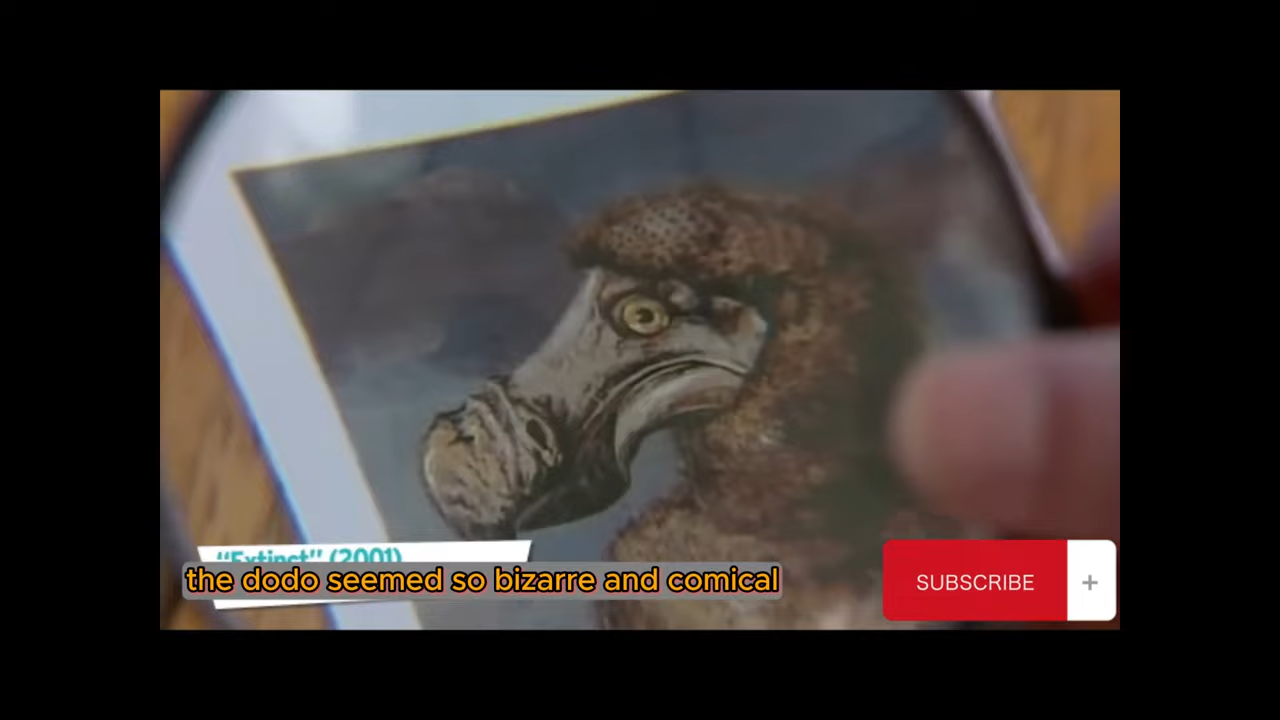 "Extinct" (2001)
the dodo seemed so bizarre and comical
SUBSCRIBE +